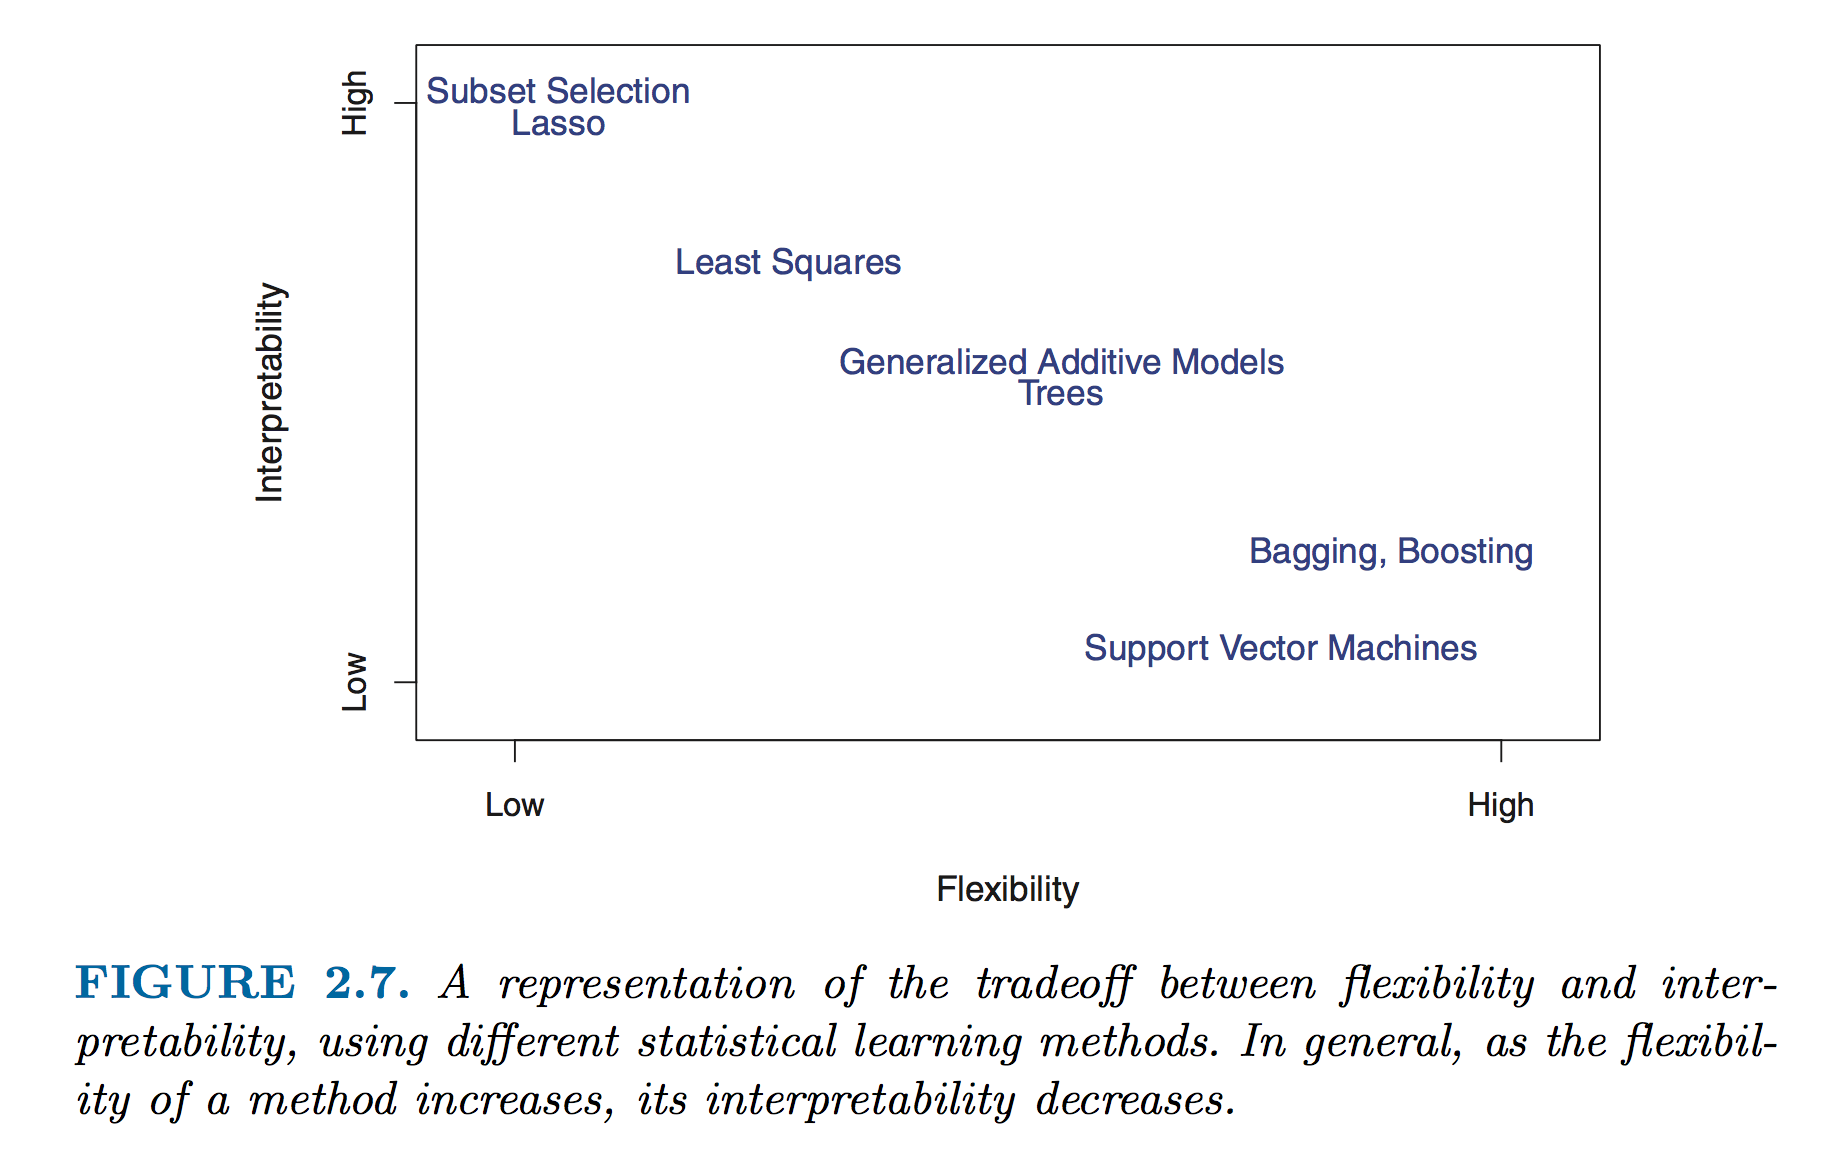 High
Subset Selection
Lasso
Least Squares
Interpretability
Generalized Additive Models
Trees
Bagging, Boosting
Support Vector Machines
Low
Low
High
Flexibility
FIGURE 2.7. A representation of the tradeoff between flexibility and inter-
pretability, using different statistical learning methods. In general, as the flexibil-
ity of a method increases, its interpretability decreases.